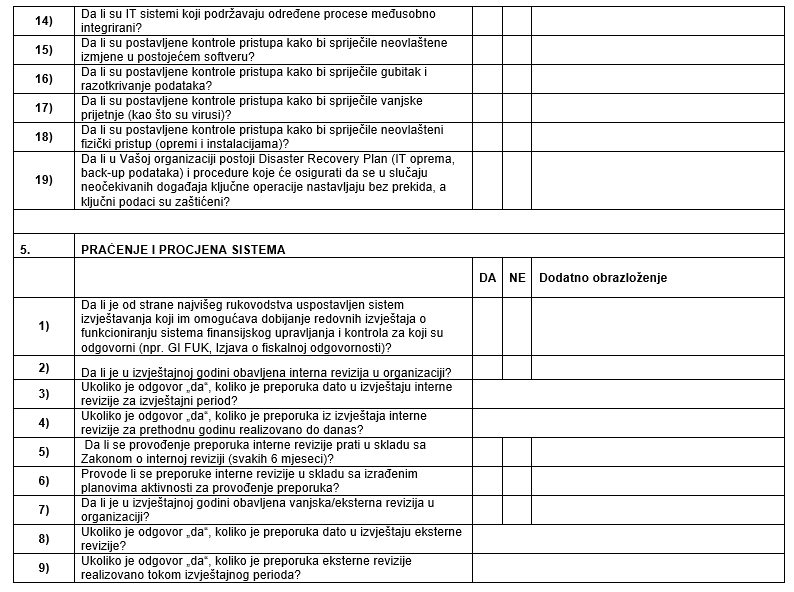 14) Da li su IT sistemi koji podržavaju određene procese međusobno
integrirani?
15) Da li su postavljene kontrole pristupa kako bi spriječile neovlaštene
izmjene u postojećem softveru?
16) Da li su postavljene kontrole pristupa kako bi spriječile gubitak i
razotkrivanje podataka?
17) Da li su postavljene kontrole pristupa kako bi spriječile vanjske
prijetnje (kao što su virusi)?
18) Da li su postavljene kontrole pristupa kako bi spriječile neovlašteni
fizički pristup (opremi i instalacijama)?
19) Da li u Vašoj organizaciji postoji Disaster Recovery Plan (IT oprema,
back-up podataka) i procedure koje će osigurati da se u slučaju
neočekivanih događaja ključne operacije nastavljaju bez prekida, a
ključni podaci su zaštićeni?
5. PRAĆENJE I PROCJENA SISTEMA
DA NE Dodatno obrazloženje
1) Da li je od strane najvišeg rukovodstva uspostavljen sistem
izvještavanja koji im omogućava dobijanje redovnih izvještaja o
funkcioniranju sistema finansijskog upravljanja i kontrola za koji su
odgovorni (npr. GI FUK, Izjava o fiskalnoj odgovornosti)?
2) Da li je u izvještajnoj godini obavljena interna revizija u organizaciji?
3) Ukoliko je odgovor „da“, koliko je preporuka dato u izvještaju interne
revizije za izvještajni period?
4) Ukoliko je odgovor „da“, koliko je preporuka iz izvještaja interne
revizije za prethodnu godinu realizovano do danas?
5) Da li se provođenje preporuka interne revizije prati u skladu sa
Zakonom o internoj reviziji (svakih 6 mjeseci)?
6) Provode li se preporuke interne revizije u skladu sa izrađenim
planovima aktivnosti za provođenje preporuka?
7) Da li je u izvještajnoj godini obavljena vanjska/eksterna revizija u
organizaciji?
8) Ukoliko je odgovor „da“, koliko je preporuka dato u izvještaju eksterne
revizije?
9) Ukoliko je odgovor „da“, koliko je preporuka eksterne revizije
realizovano tokom izvještajnog perioda?